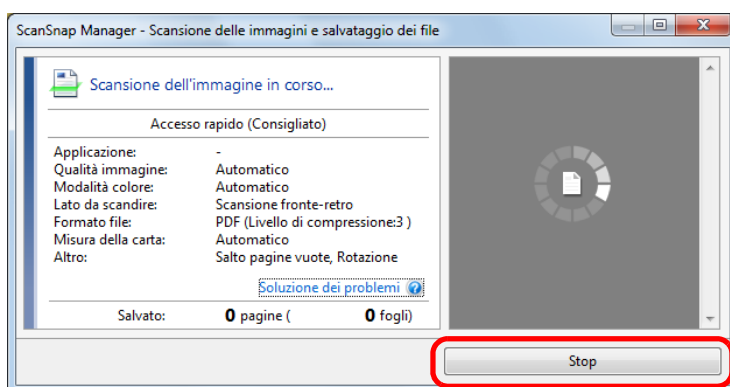 ScanSnap Manager - Scansione delle immagini e salvataggio dei file
Scansione dell'immagine in corso...
Accesso rapido (Consigliato)
Applicazione: -
Qualità immagine: Automatico
Modalità colore: Automatico
Lato da scandire: Scansione fronte-retro
Formato file: PDF (Livello di compressione:3 )
Misura della carta: Automatico
Altro: Salto pagine vuote, Rotazione
Soluzione dei problemi ?
Salvato: 0 pagine ( 0 fogli)
Stop